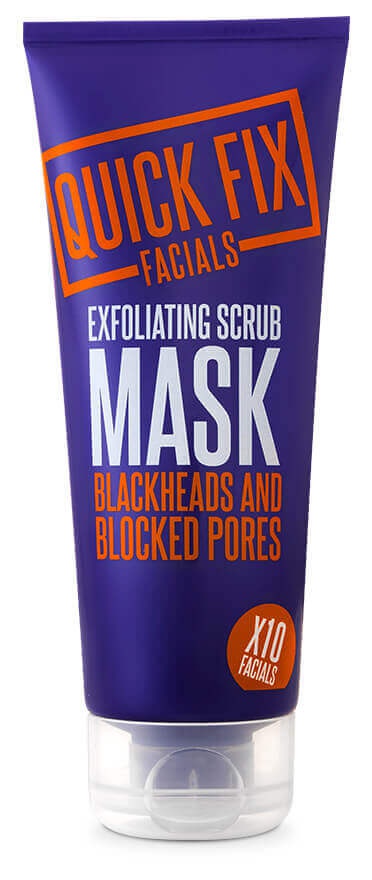 QUICK FIX
FACIALS
EXFOLIATING SCRUB
MASK
BLACKHEADS AND
BLOCKED PORES
X10
FACIALS